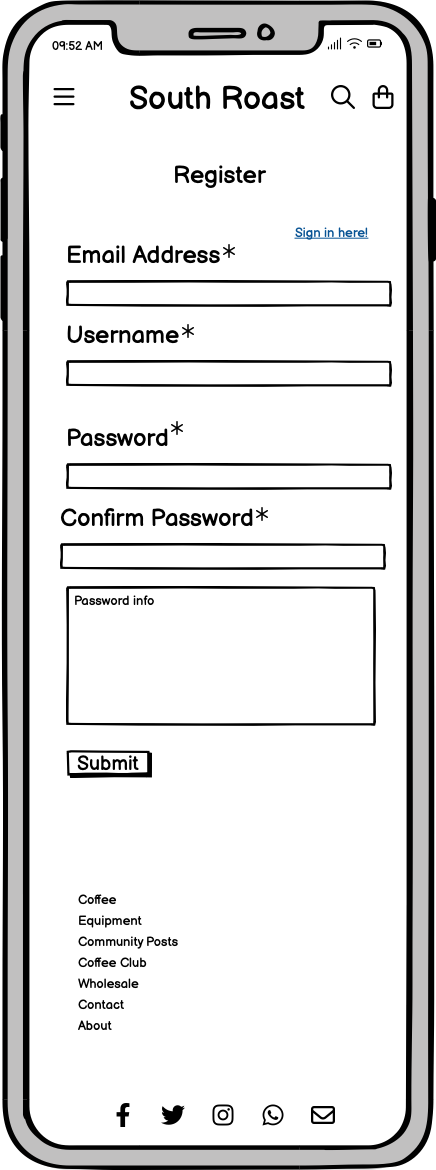 09:52 AM
South Roast
Register
Sign in here!
Email Address*
Username*
Password*
Confirm Password*
Password info
Submit
Coffee
Equipment
Community Posts
Coffee Club
Wholesale
Contact
About